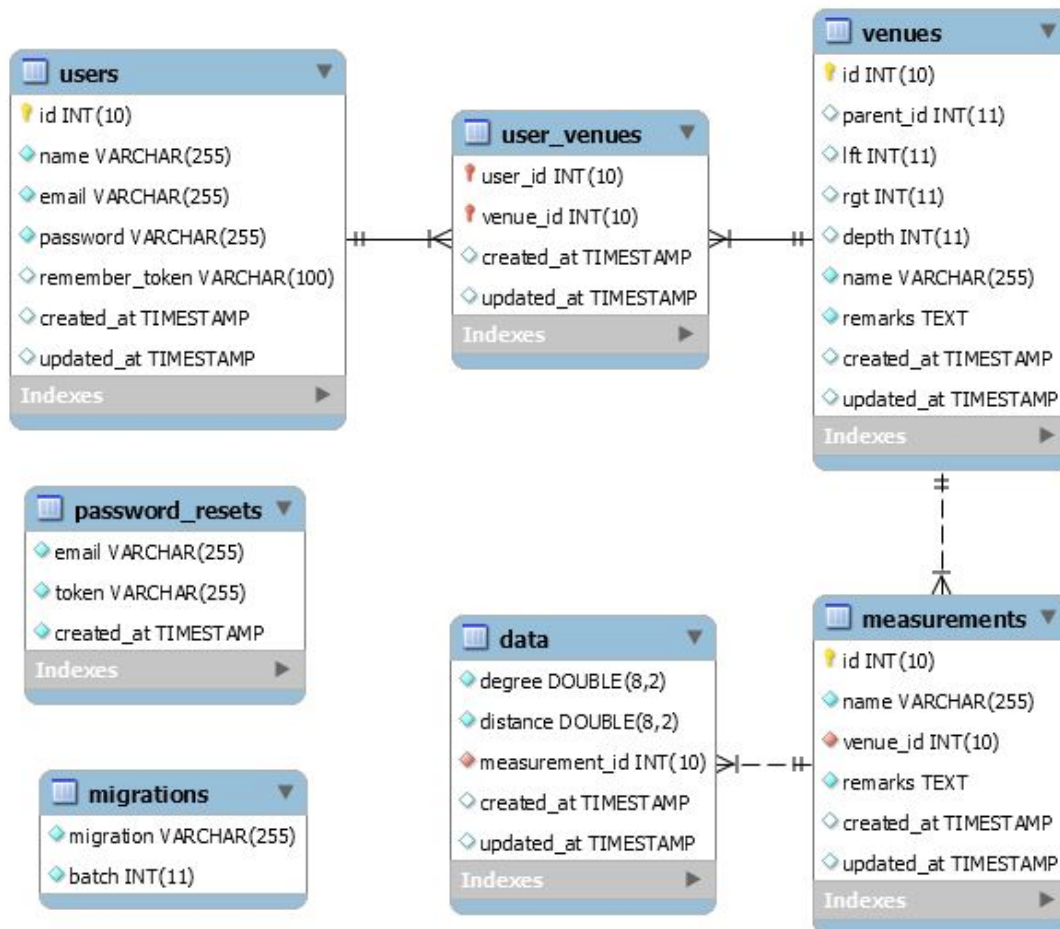 users
id INT(10)
name VARCHAR(255)
email VARCHAR(255)
password VARCHAR(255)
remember_token VARCHAR(100)
created_at TIMESTAMP
updated_at TIMESTAMP
Indexes
user_venues
user_id INT(10)
venue_id INT(10)
created_at TIMESTAMP
updated_at TIMESTAMP
Indexes
venues
id INT(10)
parent_id INT(11)
lft INT(11)
rgt INT(11)
depth INT(11)
name VARCHAR(255)
remarks TEXT
created_at TIMESTAMP
updated_at TIMESTAMP
Indexes
password_resets
email VARCHAR(255)
token VARCHAR(255)
created_at TIMESTAMP
Indexes
data
degree DOUBLE(8,2)
distance DOUBLE(8,2)
measurement_id INT(10)
created_at TIMESTAMP
updated_at TIMESTAMP
Indexes
measurements
id INT(10)
name VARCHAR(255)
venue_id INT(10)
remarks TEXT
created_at TIMESTAMP
updated_at TIMESTAMP
Indexes
migrations
migration VARCHAR(255)
batch INT(11)